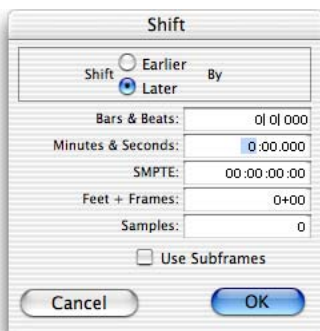 Shift
Earlier
Shift By
Later
Bars & Beats: 0| 0| 000
Minutes & Seconds: 0:00.000
SMPTE: 00:00:00:00
Feet + Frames: 0+00
Samples: 0
Use Subframes
Cancel OK